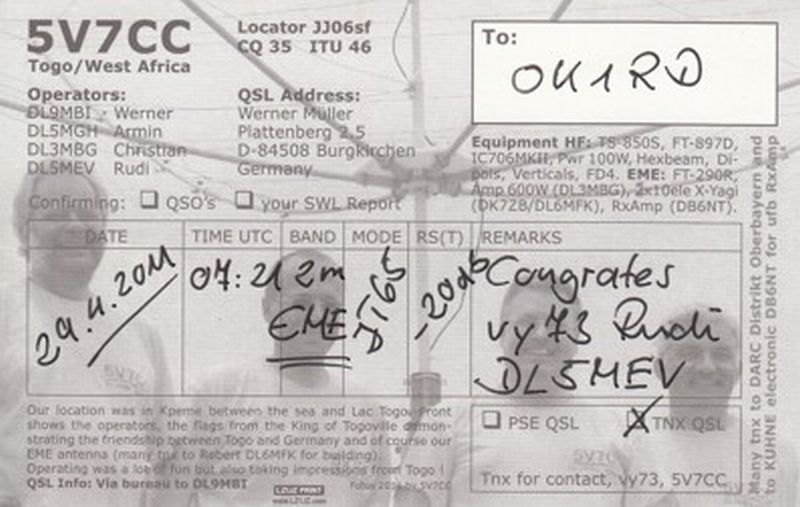 5V7CC
Togo/West Africa
Locator JJ06sf
CQ 35 ITU 46
To:
OK1RD
Operators:
DL9MBI - Werner
DL5MGH Armin
DL3MBG Christian
DL5MEV Rudi
QSL Address:
Werner Müller
Plattenberg 2.5
D-84508 Burgkirchen
Germany
Equipment HF: TS-850S, FT-897D,
IC706MKII, Pwr 100W, Hexbeam, Di-
pols, Verticals, FD4. EME: FT-290R,
Amp 600W (DL3MBG), 2x10ele X-Yagi
(DK7ZB/DL6MFK), RxAmp (DB6NT).
Confirming: QSO's your SWL Report
DATE TIME UTC BAND MODE RS(T) REMARKS
29.4.2011 07:21 2m JT65 -20dB Congrates
EME vy 73 Rudi
DL5MEV
Our location was in Kpeme between the sea and Lac Togo. Front
shows the operators, the flags from the King of Togoville demon-
strating the friendship between Togo and Germany and of course our
EME antenna (many tnx to Robert DL6MFK for building).
Operating was a lot of fun but also taking impressions from Togo !
QSL Info: Via bureau to DL9MBI
LZ1JZ PRINT
www.LZ1JZ.com
Fotos by 5V7CC
PSE QSL TNX QSL
Tnx for contact, vy73, 5V7CC
Many tnx to DARC Distrikt Oberbayern and
to KUHNE electronic DB6NT for ufb RxAmp